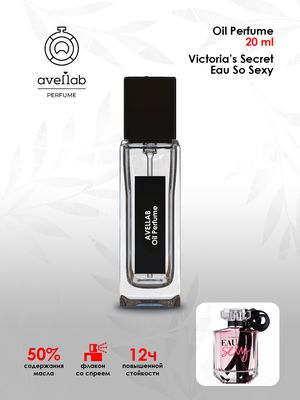 avellab
PERFUME
Oil Perfume
20 ml
Victoria's Secret
Eau So Sexy
AVELLAB
Oil Perfume
EAU
Sexy
50%
содержания
масла
флакон
со спреем
12ч
повышенной
стойкости